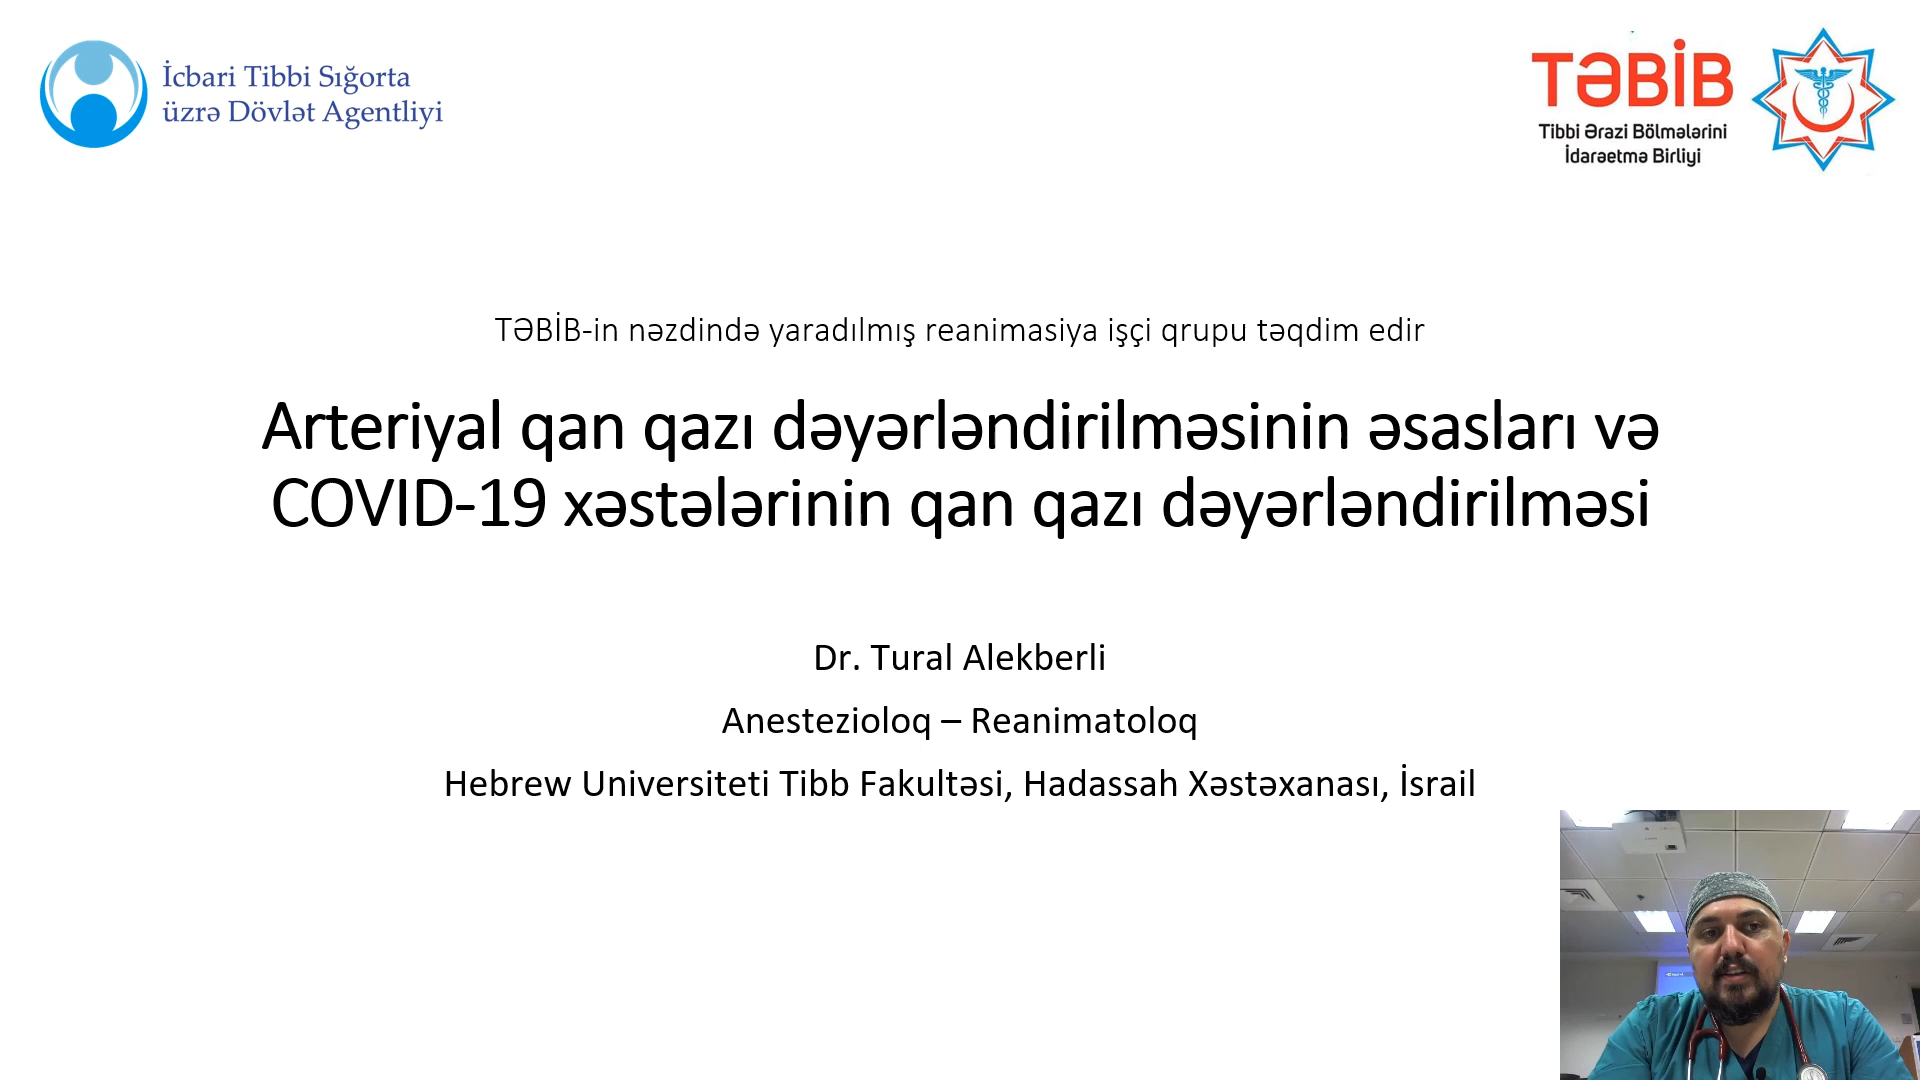 İcbari Tibbi Sığorta
üzrə Dövlət Agentliyi
TƏBİB
Tibbi Ərazi Bölmələrini
İdarəetmə Birliyi
TƏBİB-in nəzdində yaradılmış reanimasiya işçi qrupu təqdim edir
Arteriyal qan qazı dəyərləndirilməsinin əsasları və
COVID-19 xəstələrinin qan qazı dəyərləndirilməsi
Dr. Tural Alekberli
Anestezioloq – Reanimatoloq
Hebrew Universiteti Tibb Fakultəsi, Hadassah Xəstəxanası, İsrail